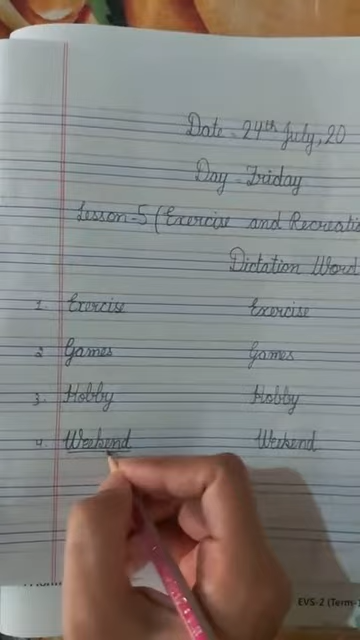 Date - 24th July, 20
Day - Friday
Lesson-5 (Exercise and Recreatio
Dictation Word
1. Exercise Exercise
2 Games Games
3. Hobby Hobby
4. Weekend Weekend
EVS-2 (Term-